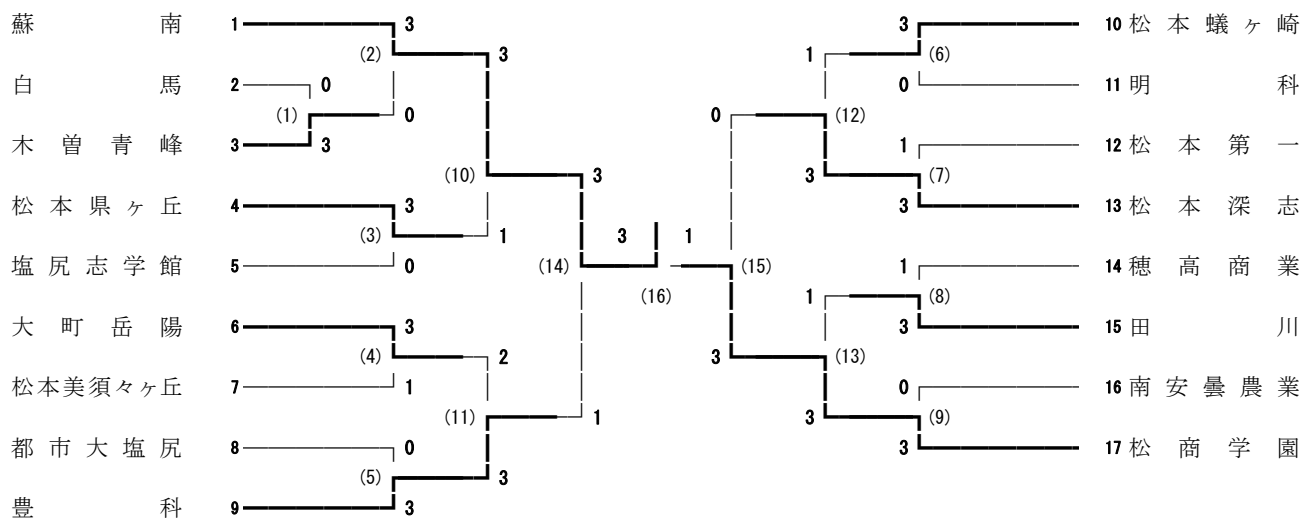 蘇南 1 3 3 10 松本蟻ヶ崎
(2) 3 1 (6)
白馬 2 0 0 11 明科
(1) 0 0 (12)
木曽青峰 3 3 1 12 松本第一
(10) 3 3 (7)
松本県ヶ丘 4 3 3 13 松本深志
(3) 1 3 1
塩尻志学館 5 0 (14) (15) 1 14 穂高商業
(16) 1 (8)
大町岳陽 6 3 3 15 田川
(4) 2 3 (13)
松本美須々ヶ丘 7 1 0 16 南安曇農業
(11) 1 3 (9)
都市大塩尻 8 0 3 17 松商学園
(5) 3
豊科 9 3